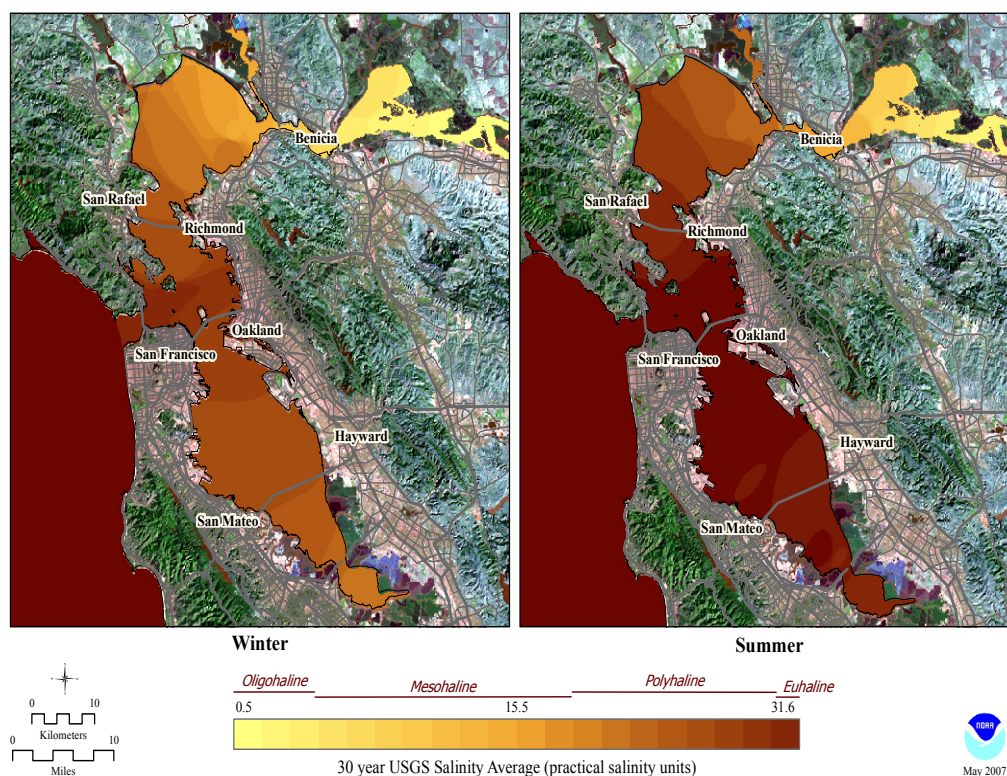 Benicia
San Rafael
Richmond
Oakland
San Francisco
Hayward
San Mateo
Benicia
San Rafael
Richmond
Oakland
San Francisco
Hayward
San Mateo
Winter
Summer
Oligohaline
Mesohaline
Polyhaline
Euhaline
0.5
15.5
31.6
30 year USGS Salinity Average (practical salinity units)
0 10
Kilometers
0 10
Miles
NOAA
May 2007